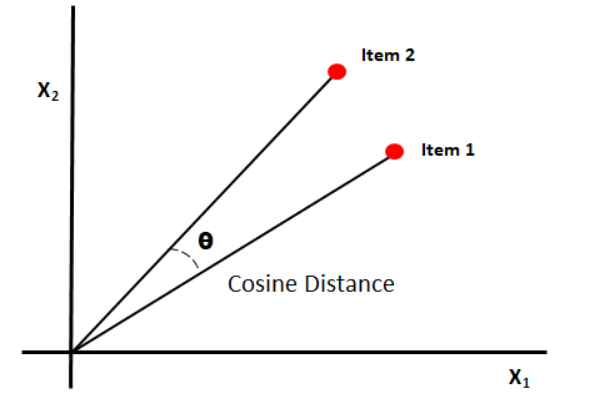 Item 2
X₂
Item 1
θ
Cosine Distance
X₁